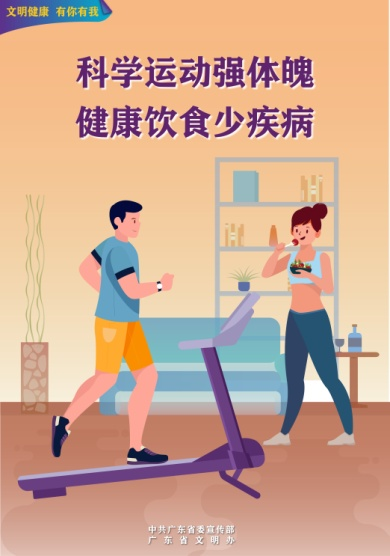 文明健康 有你有我
科学运动强体魄
健康饮食少疾病
中共广东省委宣传部
广东省文明办